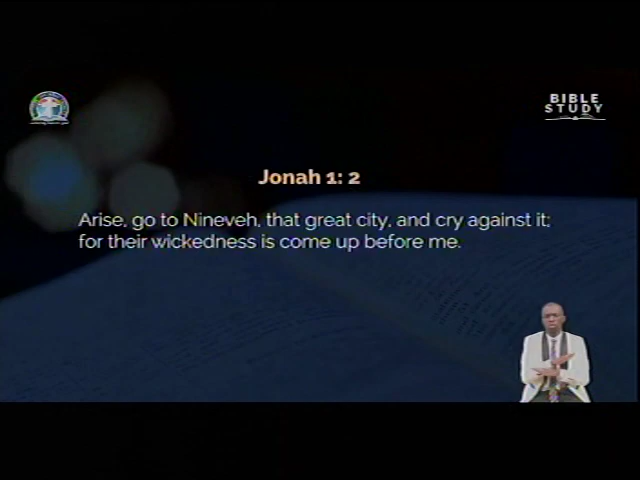 BIBLE
STUDY
Jonah 1: 2
Arise, go to Nineveh, that great city, and cry against it;
for their wickedness is come up before me.